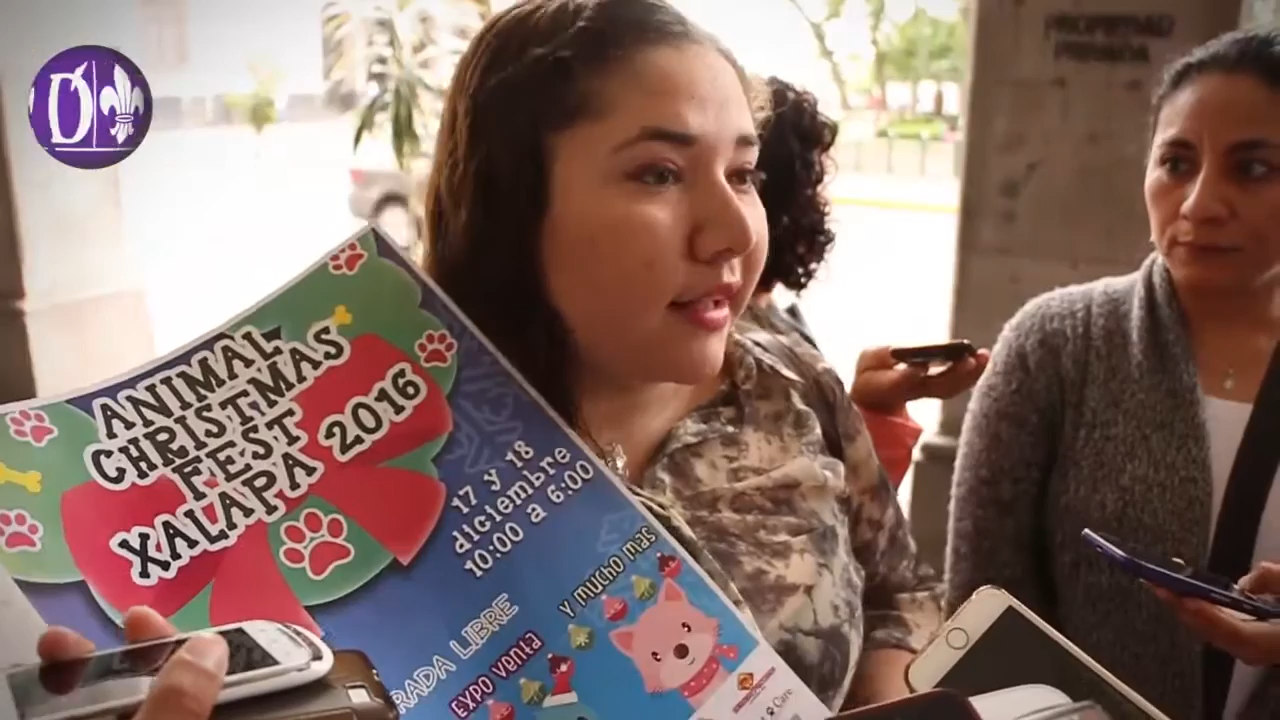 D
PROPIEDAD
PRIVADA
ANIMAL
CHRISTMAS
FEST
XALAPA 2016
17 y 18
diciembre
10:00 a 6:00
RADA LIBRE
EXPO venta
Y mucho mas
Care